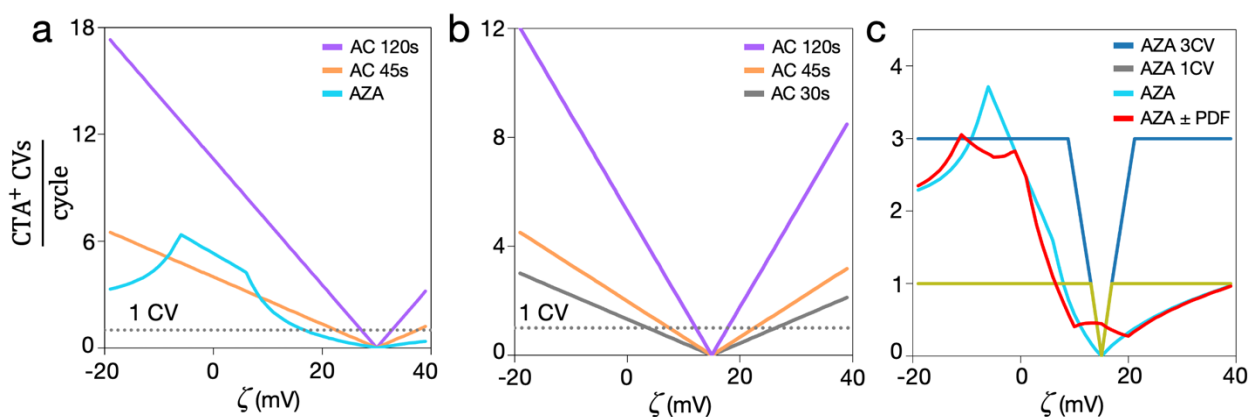 a
18
12
6
0
CTA⁺ CVs
cycle
AC 120s
AC 45s
AZA
1 CV
-20
0
20
40
ζ (mV)
b
12
8
4
0
AC 120s
AC 45s
AC 30s
1 CV
-20
0
20
40
ζ (mV)
c
4
3
2
1
0
AZA 3CV
AZA 1CV
AZA
AZA ± PDF
-20
0
20
40
ζ (mV)